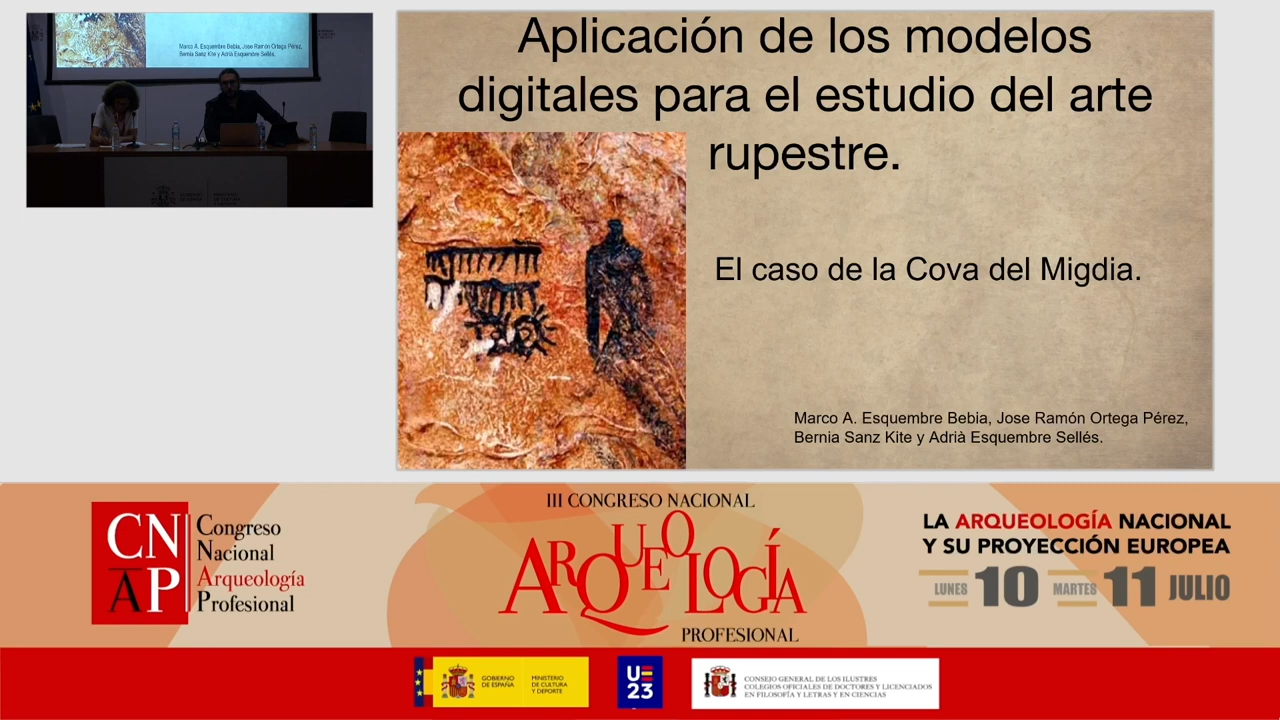 Marco A. Esquembre Bebia, Jose Ramón Ortega Pérez,
Bernia Sanz Kite y Adrià Esquembre Sellés.
Aplicación de los modelos
digitales para el estudio del arte
rupestre.
El caso de la Cova del Migdia.
Marco A. Esquembre Bebia, Jose Ramón Ortega Pérez,
Bernia Sanz Kite y Adrià Esquembre Sellés.
CN
AP
Congreso
Nacional
Arqueología
Profesional
III CONGRESO NACIONAL
ARQUEOLOGÍA
PROFESIONAL
LA ARQUEOLOGÍA NACIONAL
Y SU PROYECCIÓN EUROPEA
LUNES 10 MARTES 11 JULIO
GOBIERNO
DE ESPAÑA
MINISTERIO
DE CULTURA
Y DEPORTE
UE
23
CONSEJO GENERAL DE LOS ILUSTRES
COLEGIOS OFICIALES DE DOCTORES Y LICENCIADOS
EN FILOSOFÍA Y LETRAS Y EN CIENCIAS